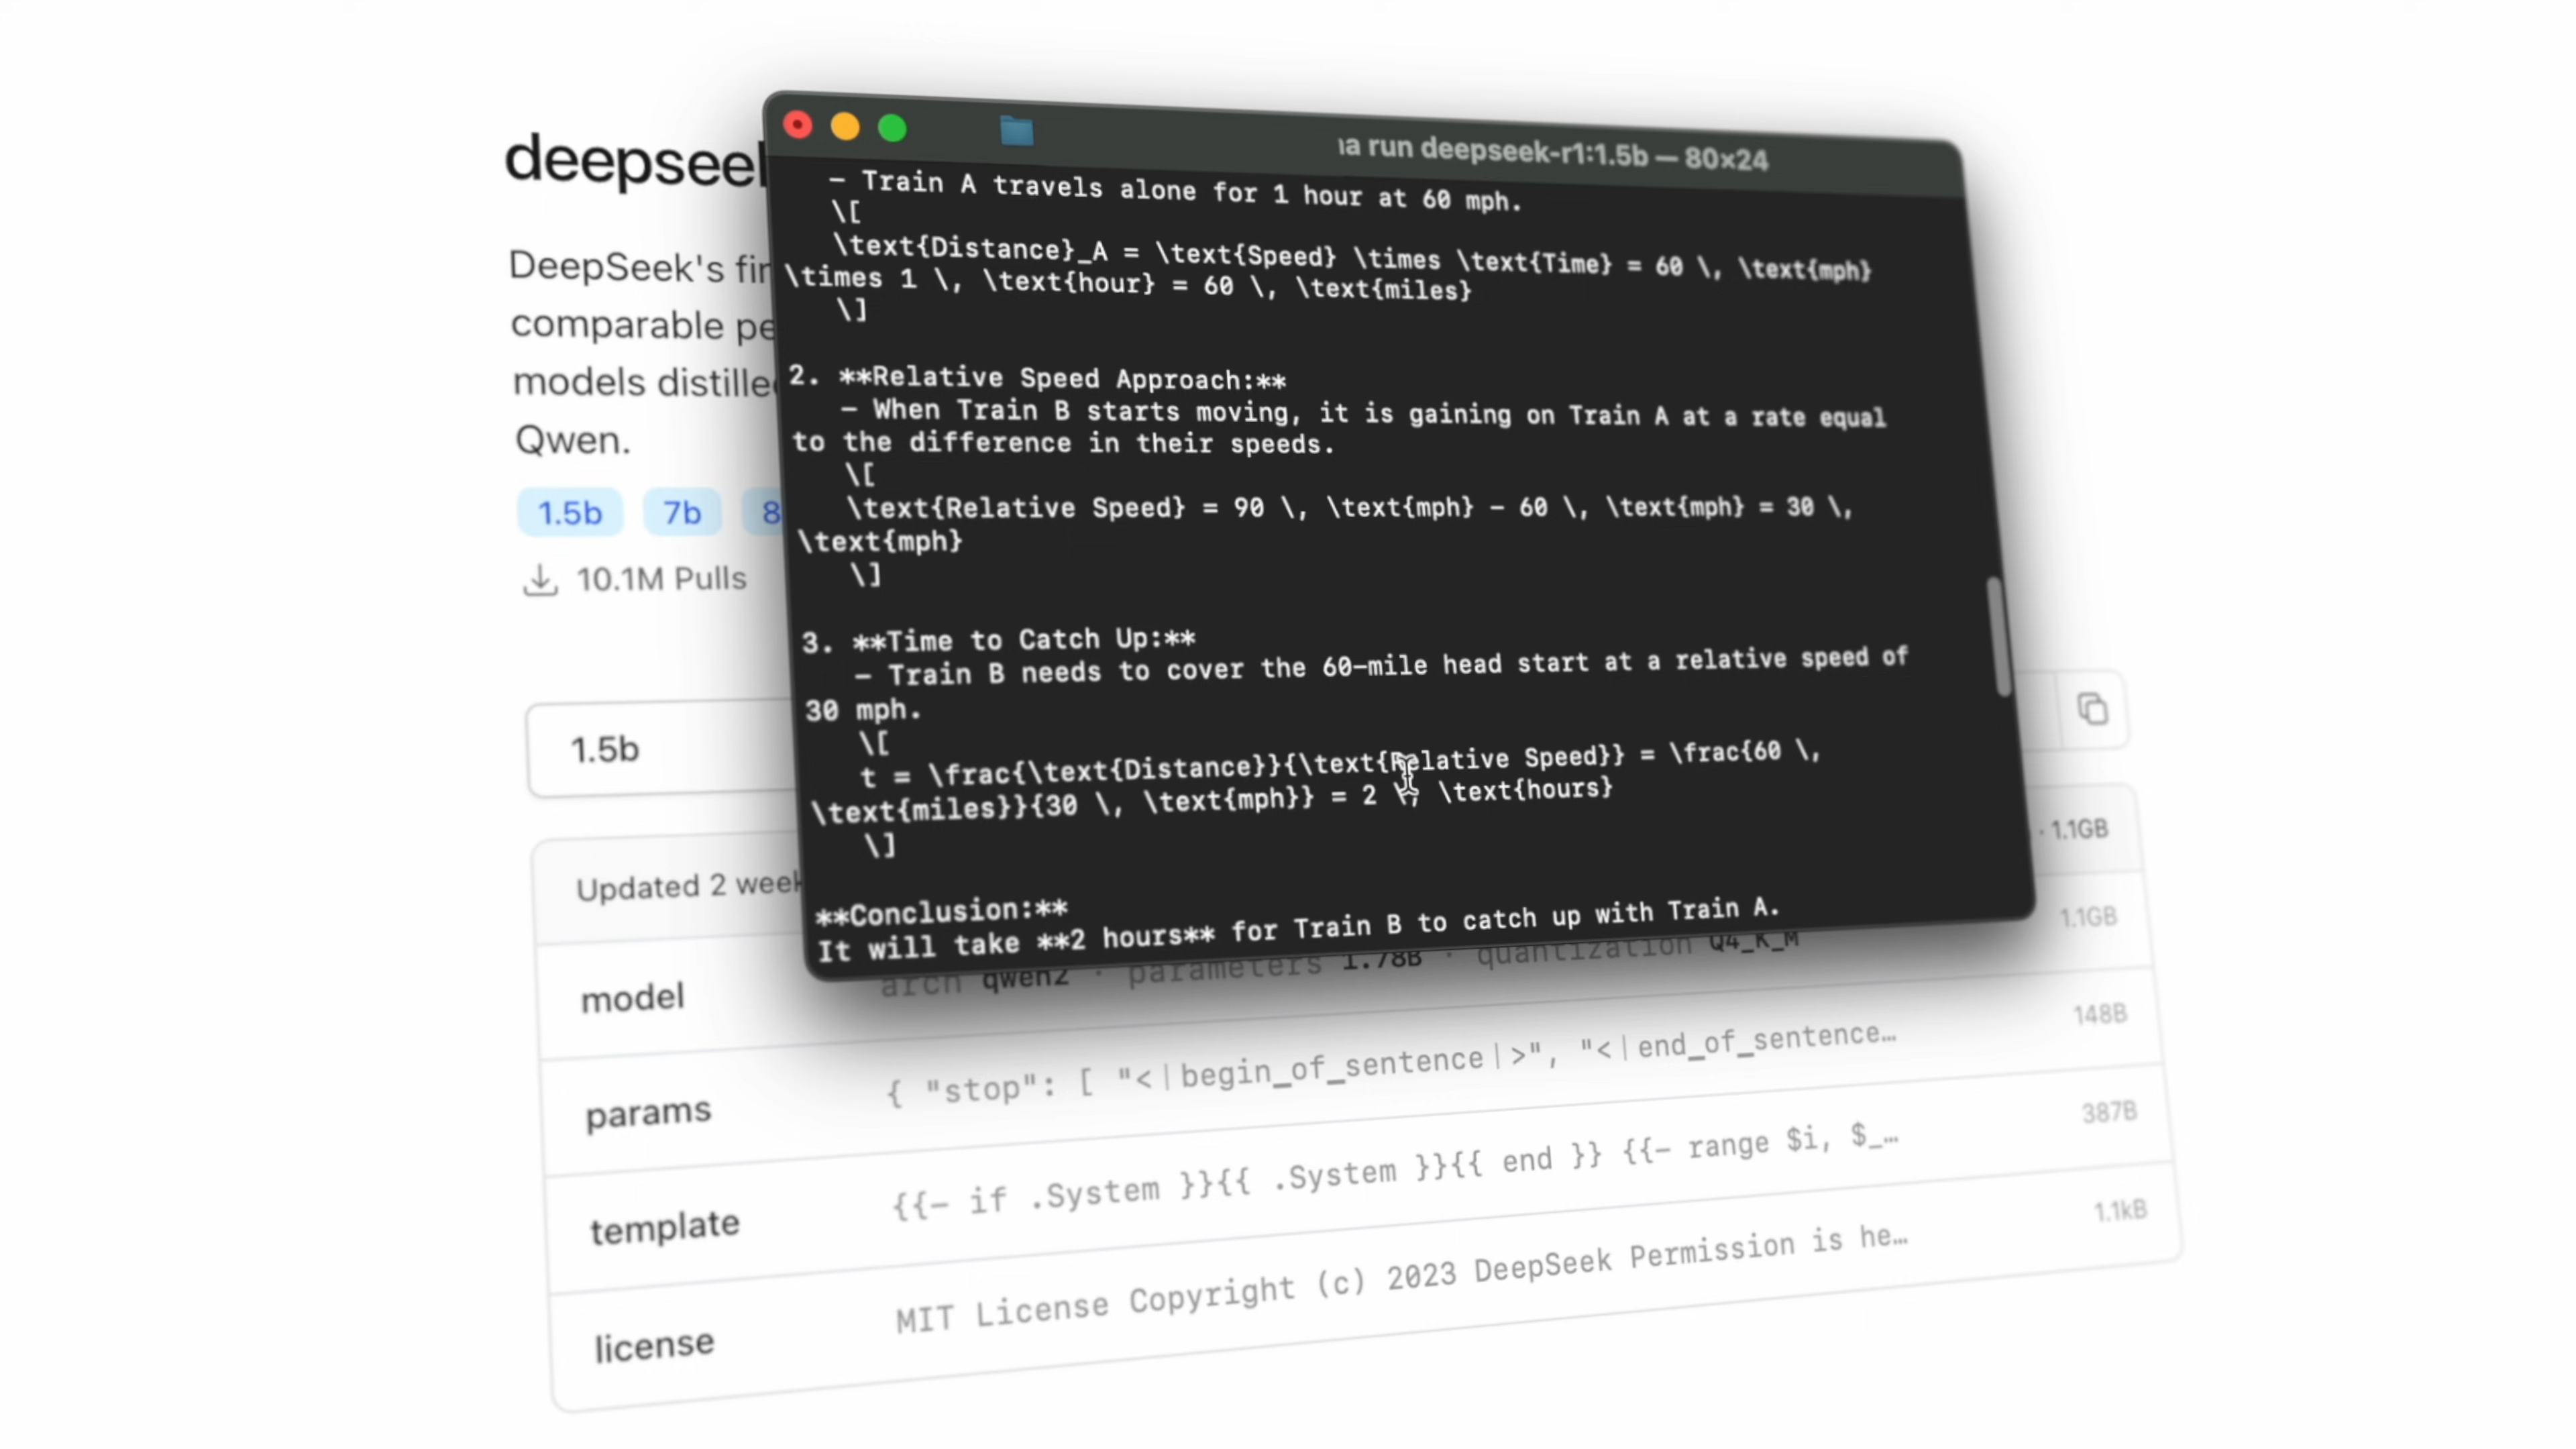 deepseek
DeepSeek's fir
comparable pe
models distille
Qwen.
1.5b 7b 8
10.1M Pulls
1.5b
Updated 2 week
· 1.1GB
model
arch qwen2 · parameters 1.78B · quantization Q4_K_M
1.1GB
params
{ "stop": [ "<|begin_of_sentence|>", "<|end_of_sentence…
148B
template
{{- if .System }}{{ .System }}{{ end }} {{- range $i, $_…
387B
license
MIT License Copyright (c) 2023 DeepSeek Permission is he…
1.1kB
a run deepseek-r1:1.5b — 80×24
– Train A travels alone for 1 hour at 60 mph.
\[
\text{Distance}_A = \text{Speed} \times \text{Time} = 60 \, \text{mph}
\times 1 \, \text{hour} = 60 \, \text{miles}
\]
2. **Relative Speed Approach:**
– When Train B starts moving, it is gaining on Train A at a rate equal
to the difference in their speeds.
\[
\text{Relative Speed} = 90 \, \text{mph} - 60 \, \text{mph} = 30 \,
\text{mph}
\]
3. **Time to Catch Up:**
– Train B needs to cover the 60-mile head start at a relative speed of
30 mph.
\[
t = \frac{\text{Distance}}{\text{Relative Speed}} = \frac{60 \,
\text{miles}}{30 \, \text{mph}} = 2 \, \text{hours}
\]
**Conclusion:**
It will take **2 hours** for Train B to catch up with Train A.